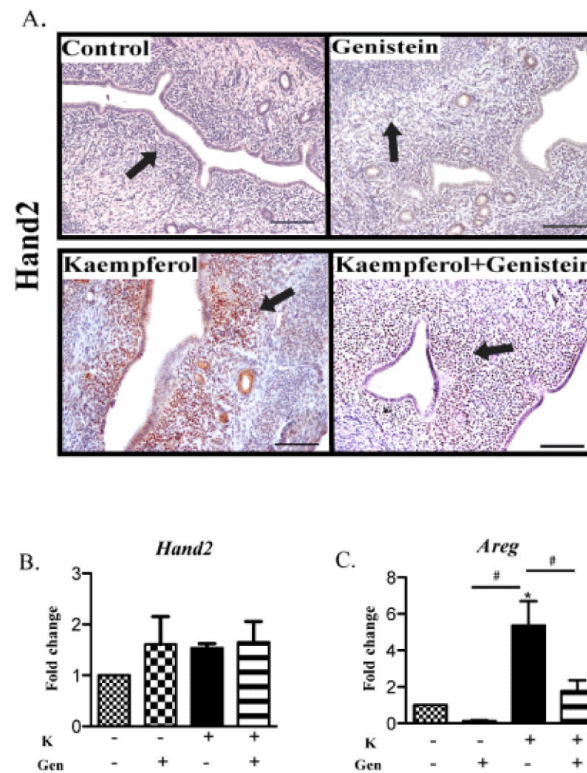 A.
Control Genistein
Hand2
Kaempferol Kaempferol+Genistein
B. Hand2
Fold change
3
2
1
0
K - - + +
Gen - + - +
C. Areg
Fold change
8
6
4
2
0
# #
*
K - - + +
Gen - + - +